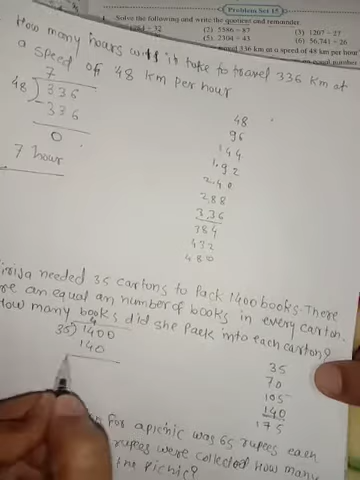 Problem Set 15
Solve the following and write the quotient and remainder.
÷ 32 (2) 5586 ÷ 87 (3) 1207 ÷ 27
(5) 2304 ÷ 43 (6) 56,741 ÷ 26
336 km at a speed of 48 km per hour
How many hours will it take to travel 336 km at
a speed of 48 km per hour
7
48) 336
- 336
0
7 hour
48
96
144
192
240
288
336
384
432
480
needed 35 cartons to Pack 1400 books. There
re an equal an number of books in every carton.
How many books did she pack into each carton?
4
35) 1400
140
35
70
105
140
175
for a picnic was 65 rupees each
rupees were collected How many
the Picnic?